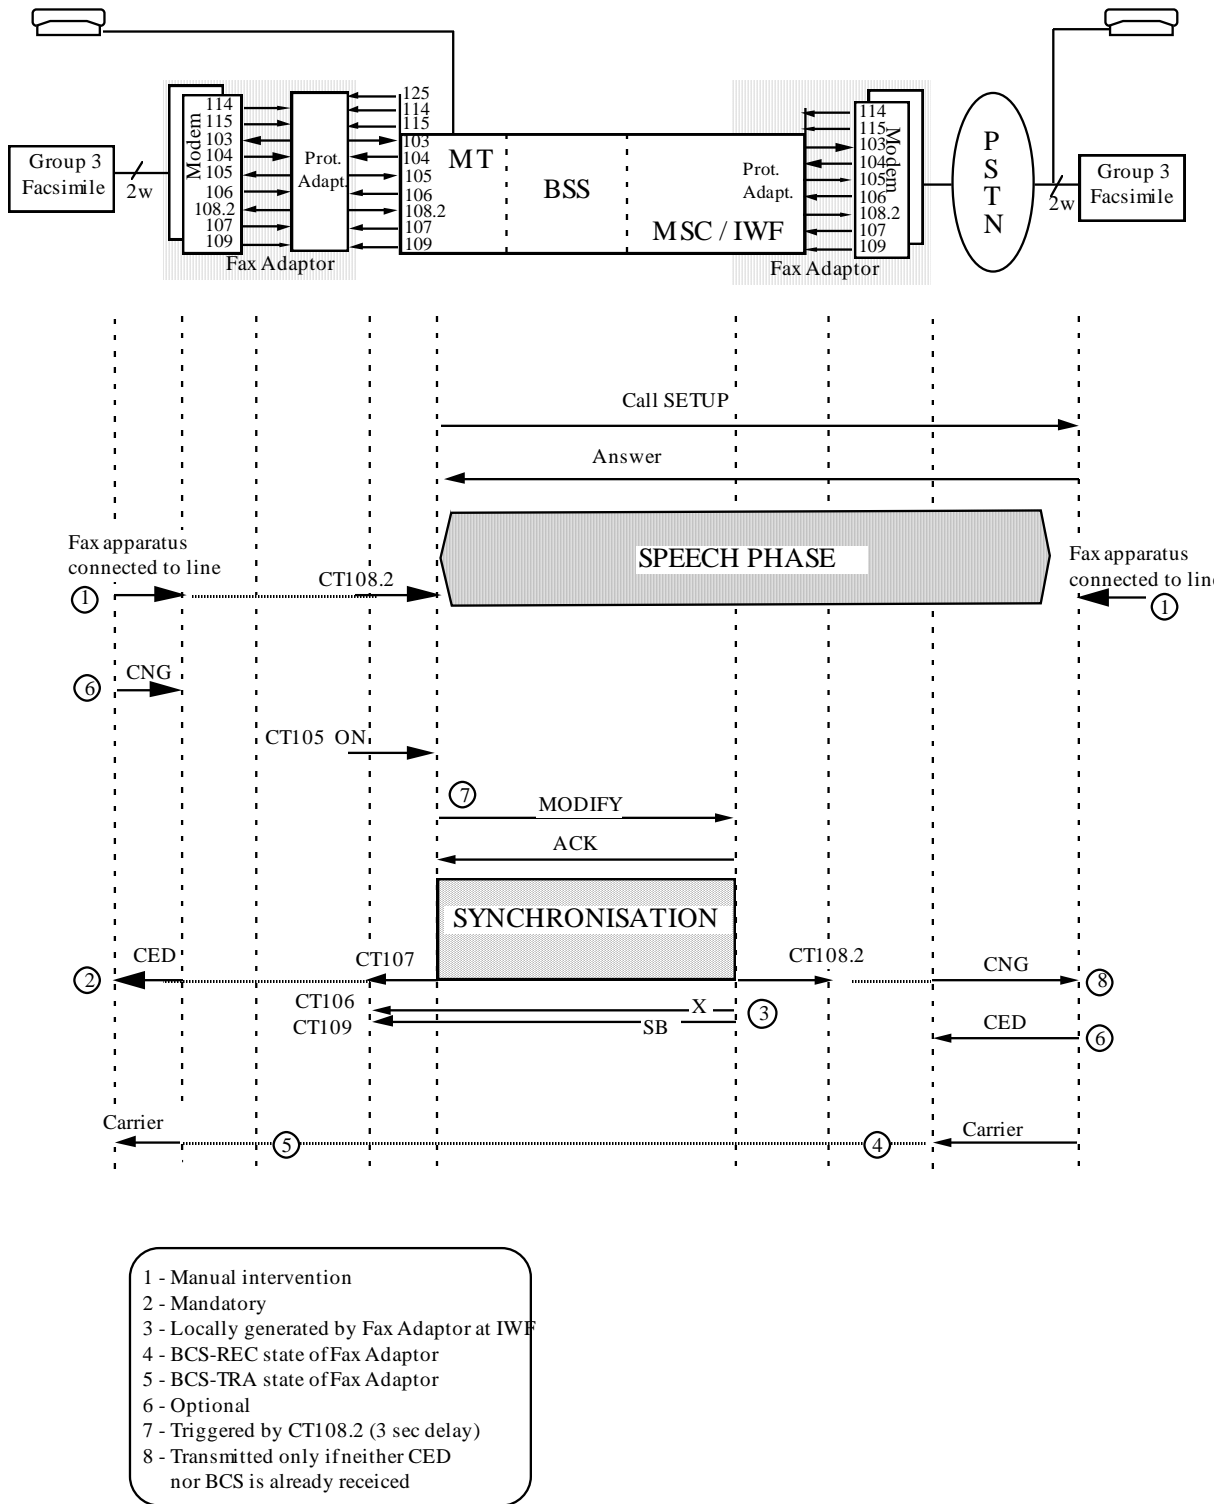 125
114
115
103
104
105
106
108.2
107
109
Modem
Prot.
Adapt.
114
115
103
104
105
106
108.2
107
109
MT
BSS
Prot.
Adapt.
MSC / IWF
114
115
103
104
105
106
108.2
107
109
Modem
P
S
T
N
Group 3
Facsimile
2w
2w
Group 3
Facsimile
Fax Adaptor
Fax Adaptor
Call SETUP
Answer
SPEECH PHASE
Fax apparatus
connected to line
1
CT108.2
Fax apparatus
connected to lin
1
CNG
6
CT105 ON
7
MODIFY
ACK
SYNCHRONISATION
CED
2
CT107
CT108.2
CNG
8
CT106
X
3
CT109
SB
CED
6
Carrier
5
4
Carrier
1 - Manual intervention
2 - Mandatory
3 - Locally generated by Fax Adaptor at IWF
4 - BCS-REC state of Fax Adaptor
5 - BCS-TRA state of Fax Adaptor
6 - Optional
7 - Triggered by CT108.2 (3 sec delay)
8 - Transmitted only if neither CED
nor BCS is already receiced